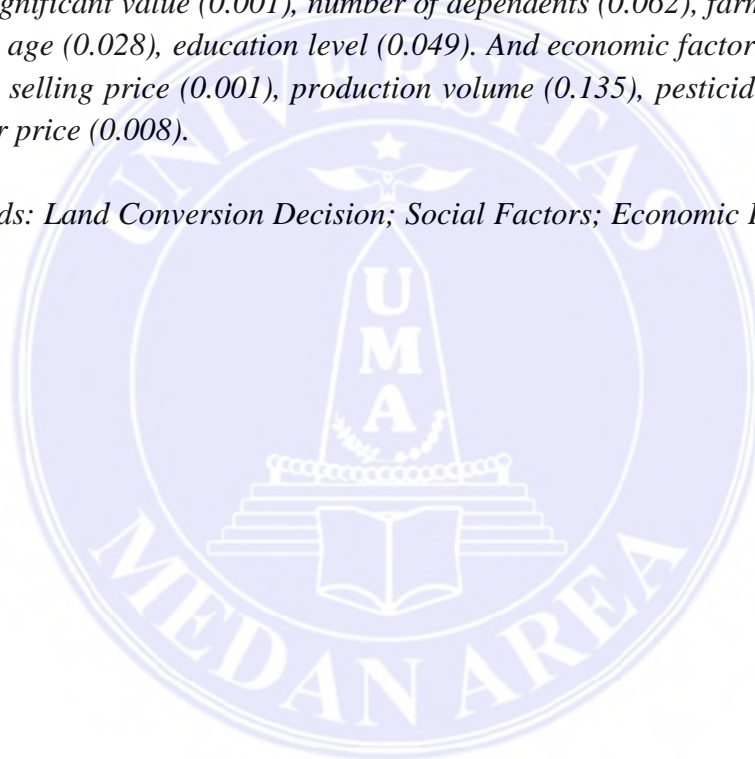 gnificant value (0.001), number of dependents (0.062), farm
age (0.028), education level (0.049). And economic factor
selling price (0.001), production volume (0.135), pesticid
r price (0.008).
ds: Land Conversion Decision; Social Factors; Economic
UNIVERSITAS
UMA
MEDAN AREA